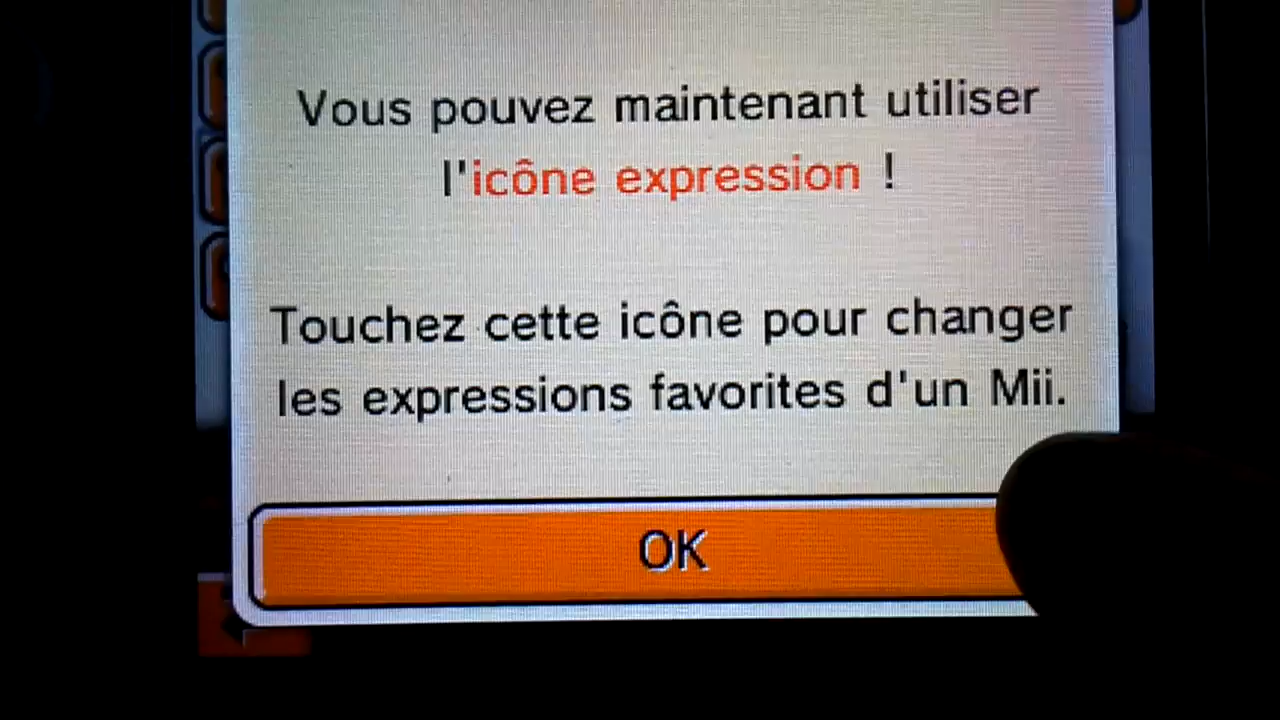 Vous pouvez maintenant utiliser
l'icône expression !
Touchez cette icône pour changer
les expressions favorites d'un Mii.
OK